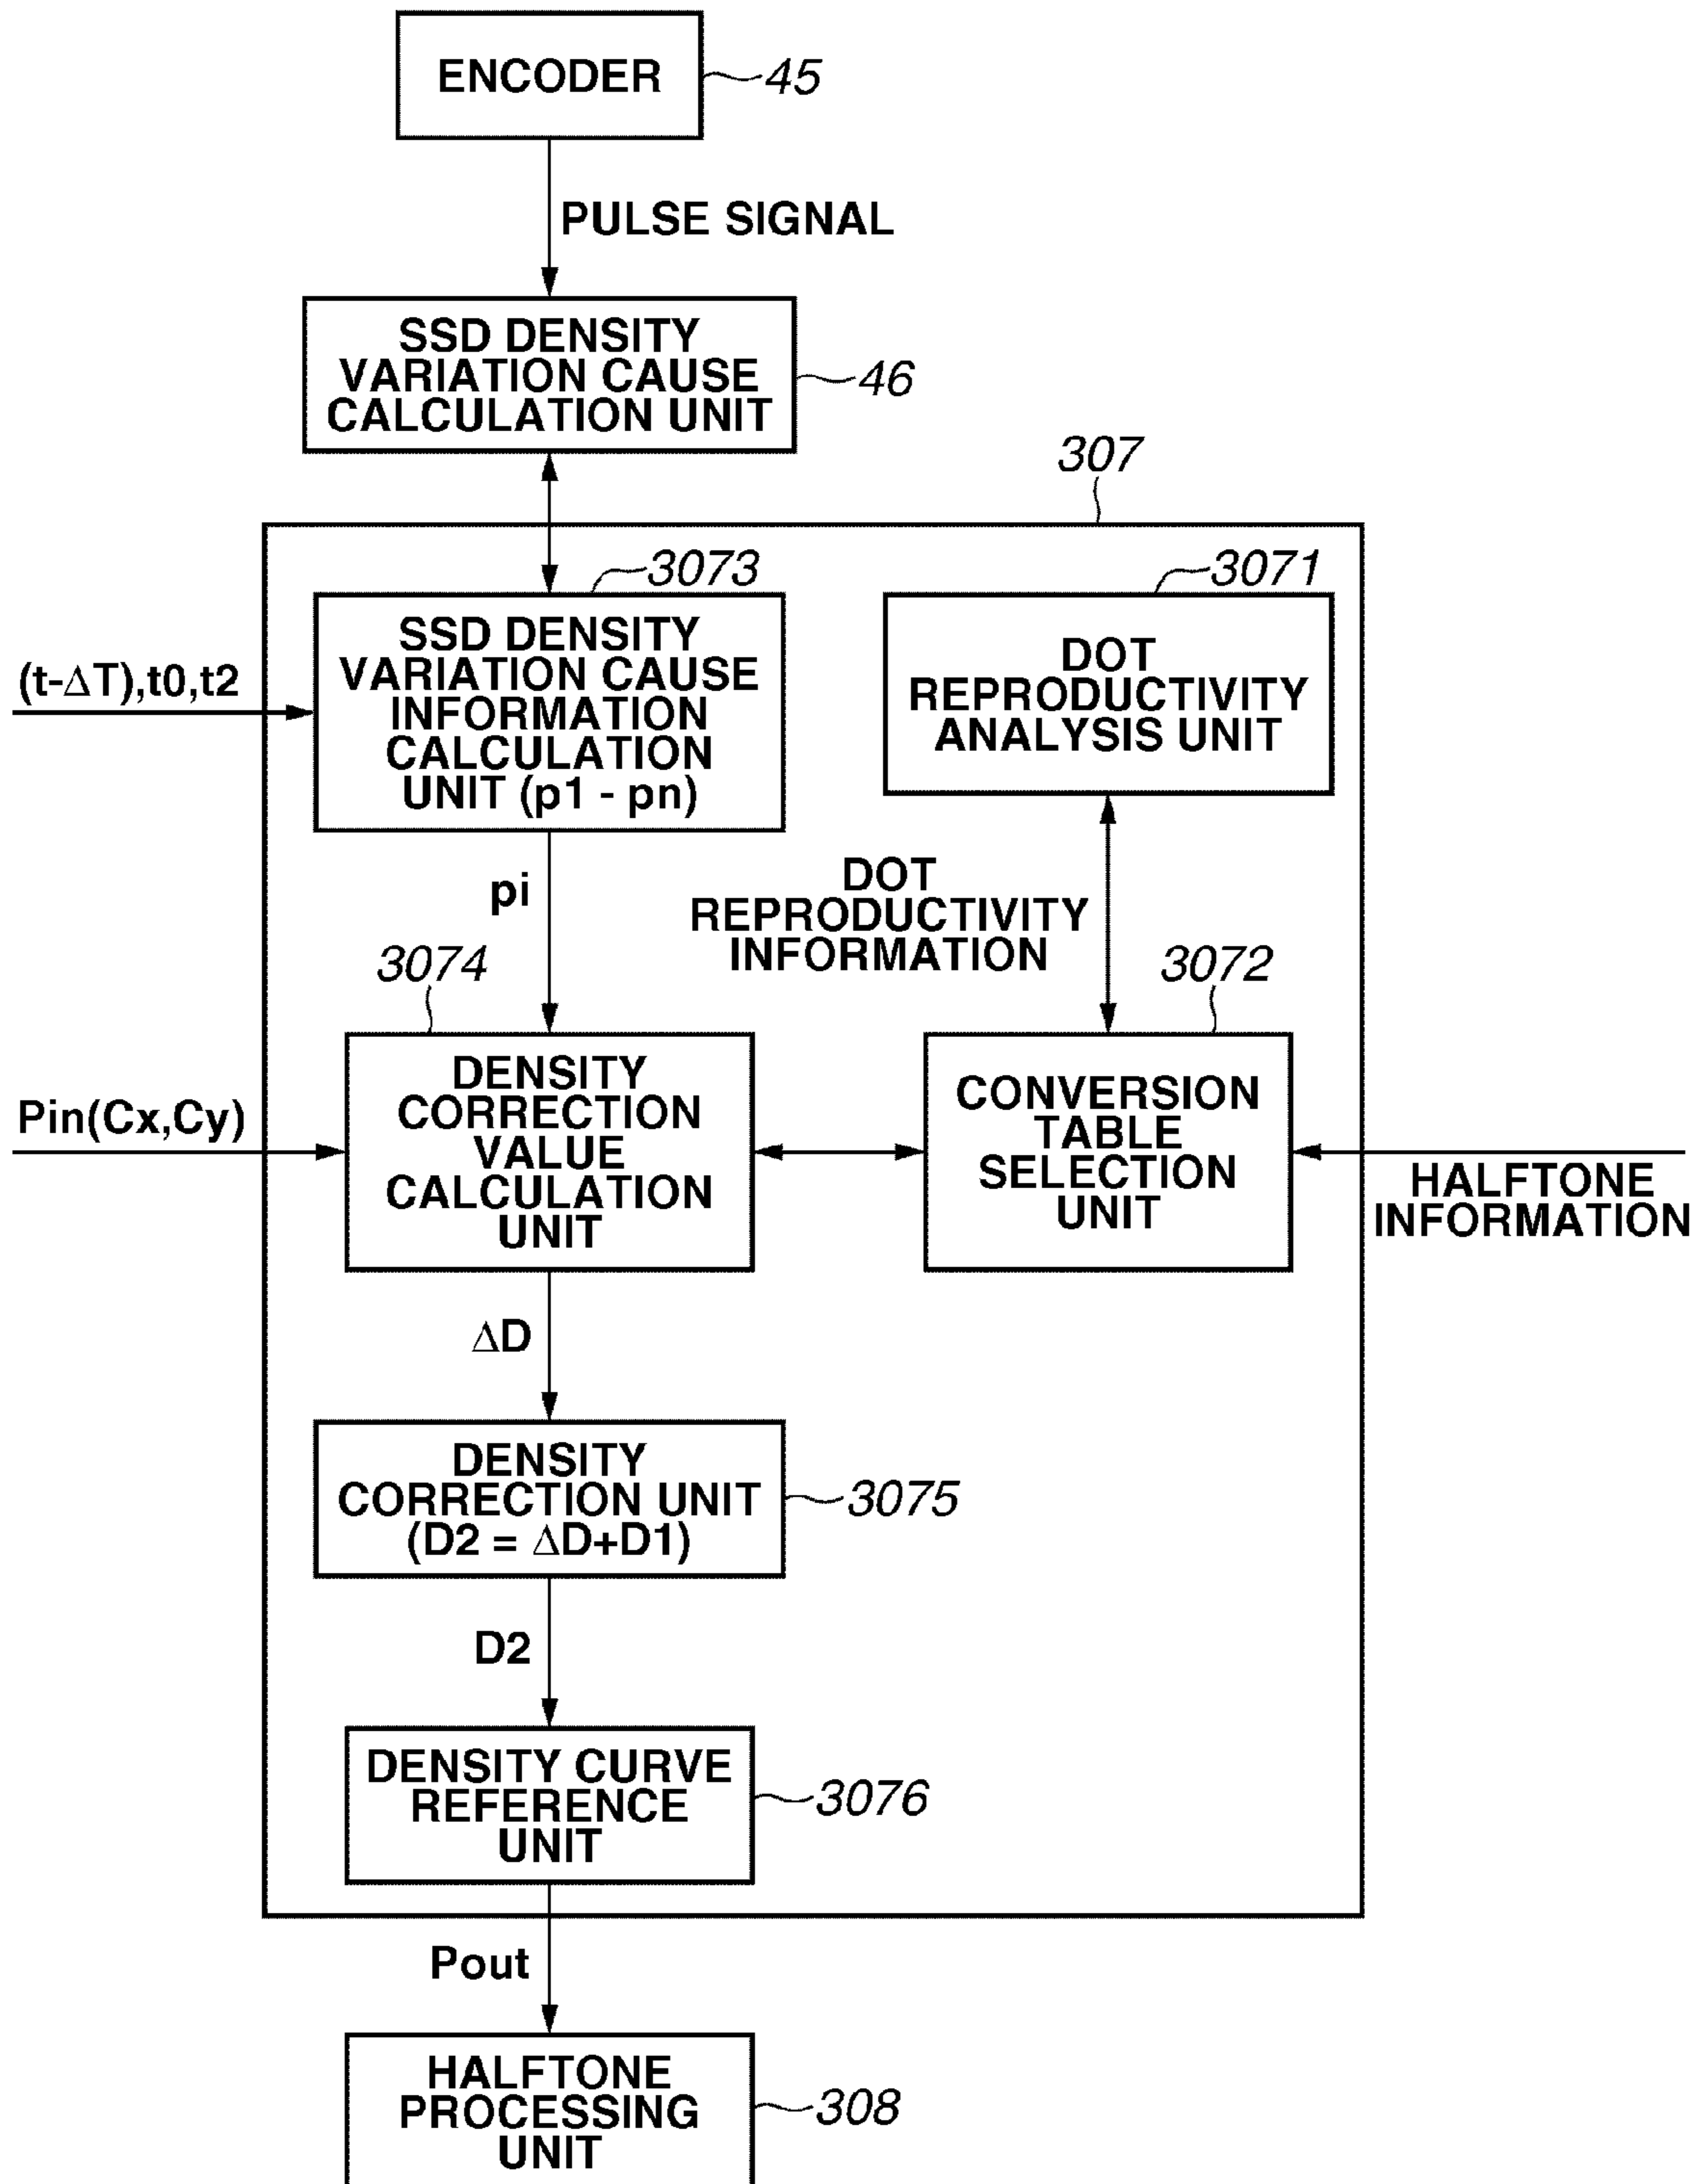 ENCODER
45
PULSE SIGNAL
SSD DENSITY
VARIATION CAUSE
CALCULATION UNIT
46
307
3073
3071
SSD DENSITY
VARIATION CAUSE
INFORMATION
CALCULATION
UNIT (p1 - pn)
(t-ΔT),t0,t2
DOT
REPRODUCTIVITY
ANALYSIS UNIT
pi
DOT
REPRODUCTIVITY
INFORMATION
3074
3072
DENSITY
CORRECTION
VALUE
CALCULATION
UNIT
Pin(Cx,Cy)
CONVERSION
TABLE
SELECTION
UNIT
HALFTONE
INFORMATION
ΔD
DENSITY
CORRECTION UNIT
(D2 = ΔD+D1)
3075
D2
DENSITY CURVE
REFERENCE
UNIT
3076
Pout
HALFTONE
PROCESSING
UNIT
308